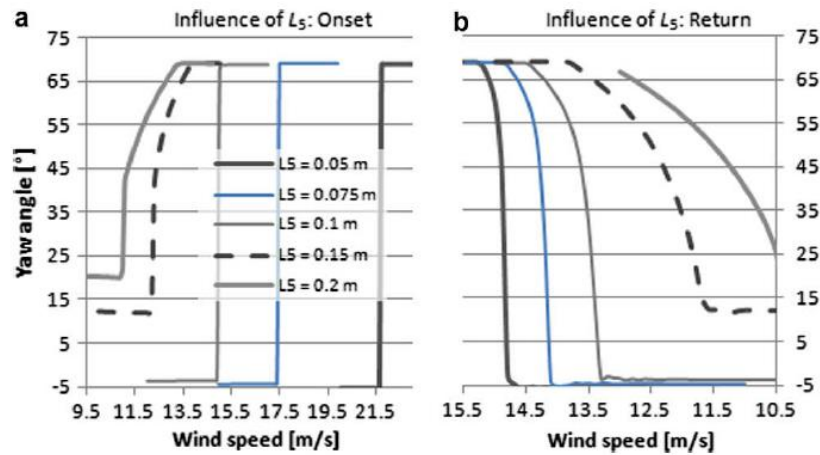 a
Influence of L5: Onset
75
65
55
45
35
25
15
5
-5
Yaw angle [°]
L5 = 0.05 m
L5 = 0.075 m
L5 = 0.1 m
L5 = 0.15 m
L5 = 0.2 m
9.5 11.5 13.5 15.5 17.5 19.5 21.5
Wind speed [m/s]
b
Influence of L5: Return
75
65
55
45
35
25
15
5
-5
15.5 14.5 13.5 12.5 11.5 10.5
Wind speed [m/s]